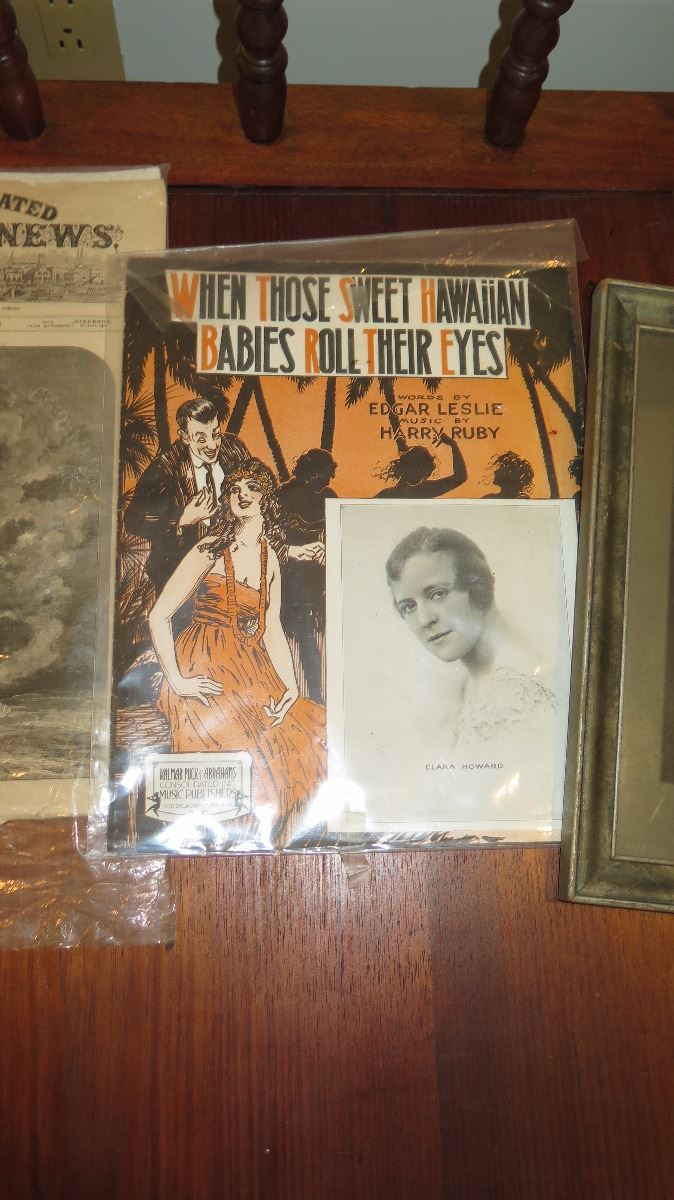 ATED
NEWS.
WHEN THOSE SWEET HAWAiiAN
BABIES ROLL THEIR EYES
WORDS BY
EDGAR LESLIE
MUSIC BY
HARRY RUBY
CLARA HOWARD
KALMAR PUCK & ABRAHAMS
CONSOLIDATED INC.
MUSIC PUBLISHERS